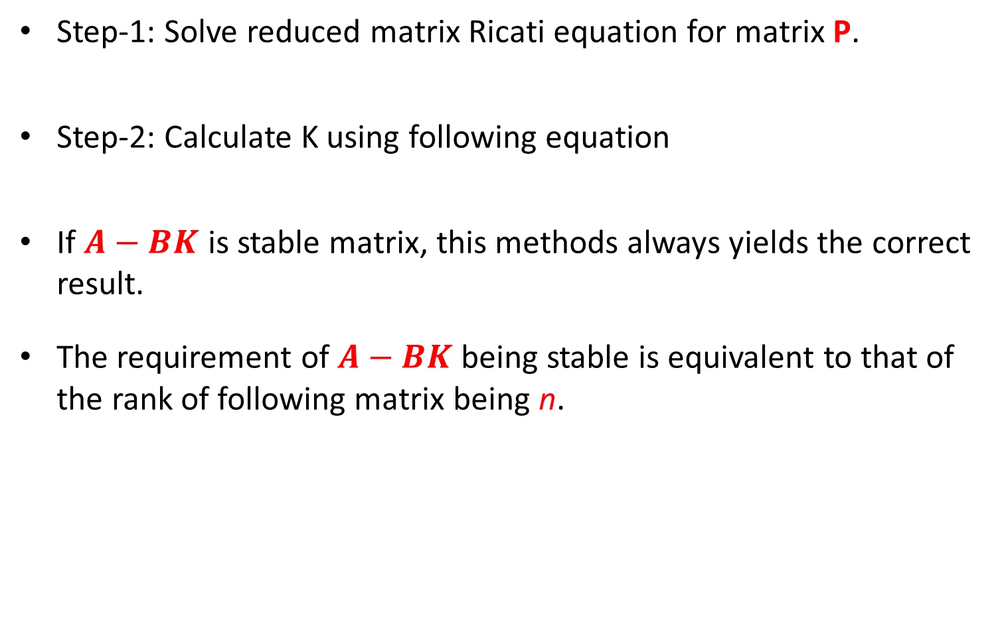 • Step-1: Solve reduced matrix Ricati equation for matrix P.
• Step-2: Calculate K using following equation
• If A − BK is stable matrix, this methods always yields the correct
result.
• The requirement of A − BK being stable is equivalent to that of
the rank of following matrix being n.